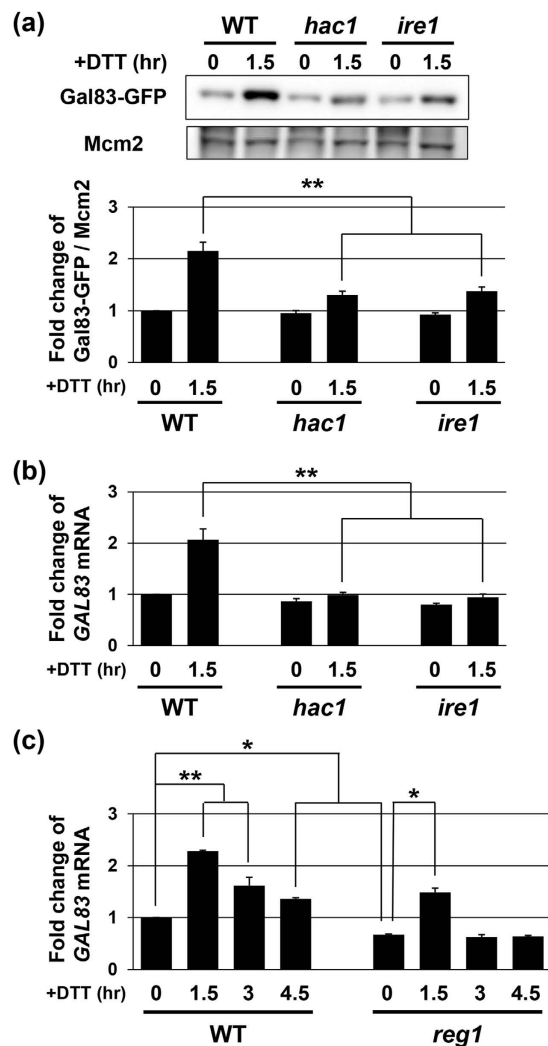 (a)
WT hac1 ire1
+DTT (hr) 0 1.5 0 1.5 0 1.5
Gal83-GFP
Mcm2
**
Fold change of
Gal83-GFP / Mcm2
3
2
1
0
+DTT (hr) 0 1.5 0 1.5 0 1.5
WT hac1 ire1
(b)
**
Fold change of
GAL83 mRNA
3
2
1
0
+DTT (hr) 0 1.5 0 1.5 0 1.5
WT hac1 ire1
(c)
*
** *
Fold change of
GAL83 mRNA
3
2
1
0
+DTT (hr) 0 1.5 3 4.5 0 1.5 3 4.5
WT reg1